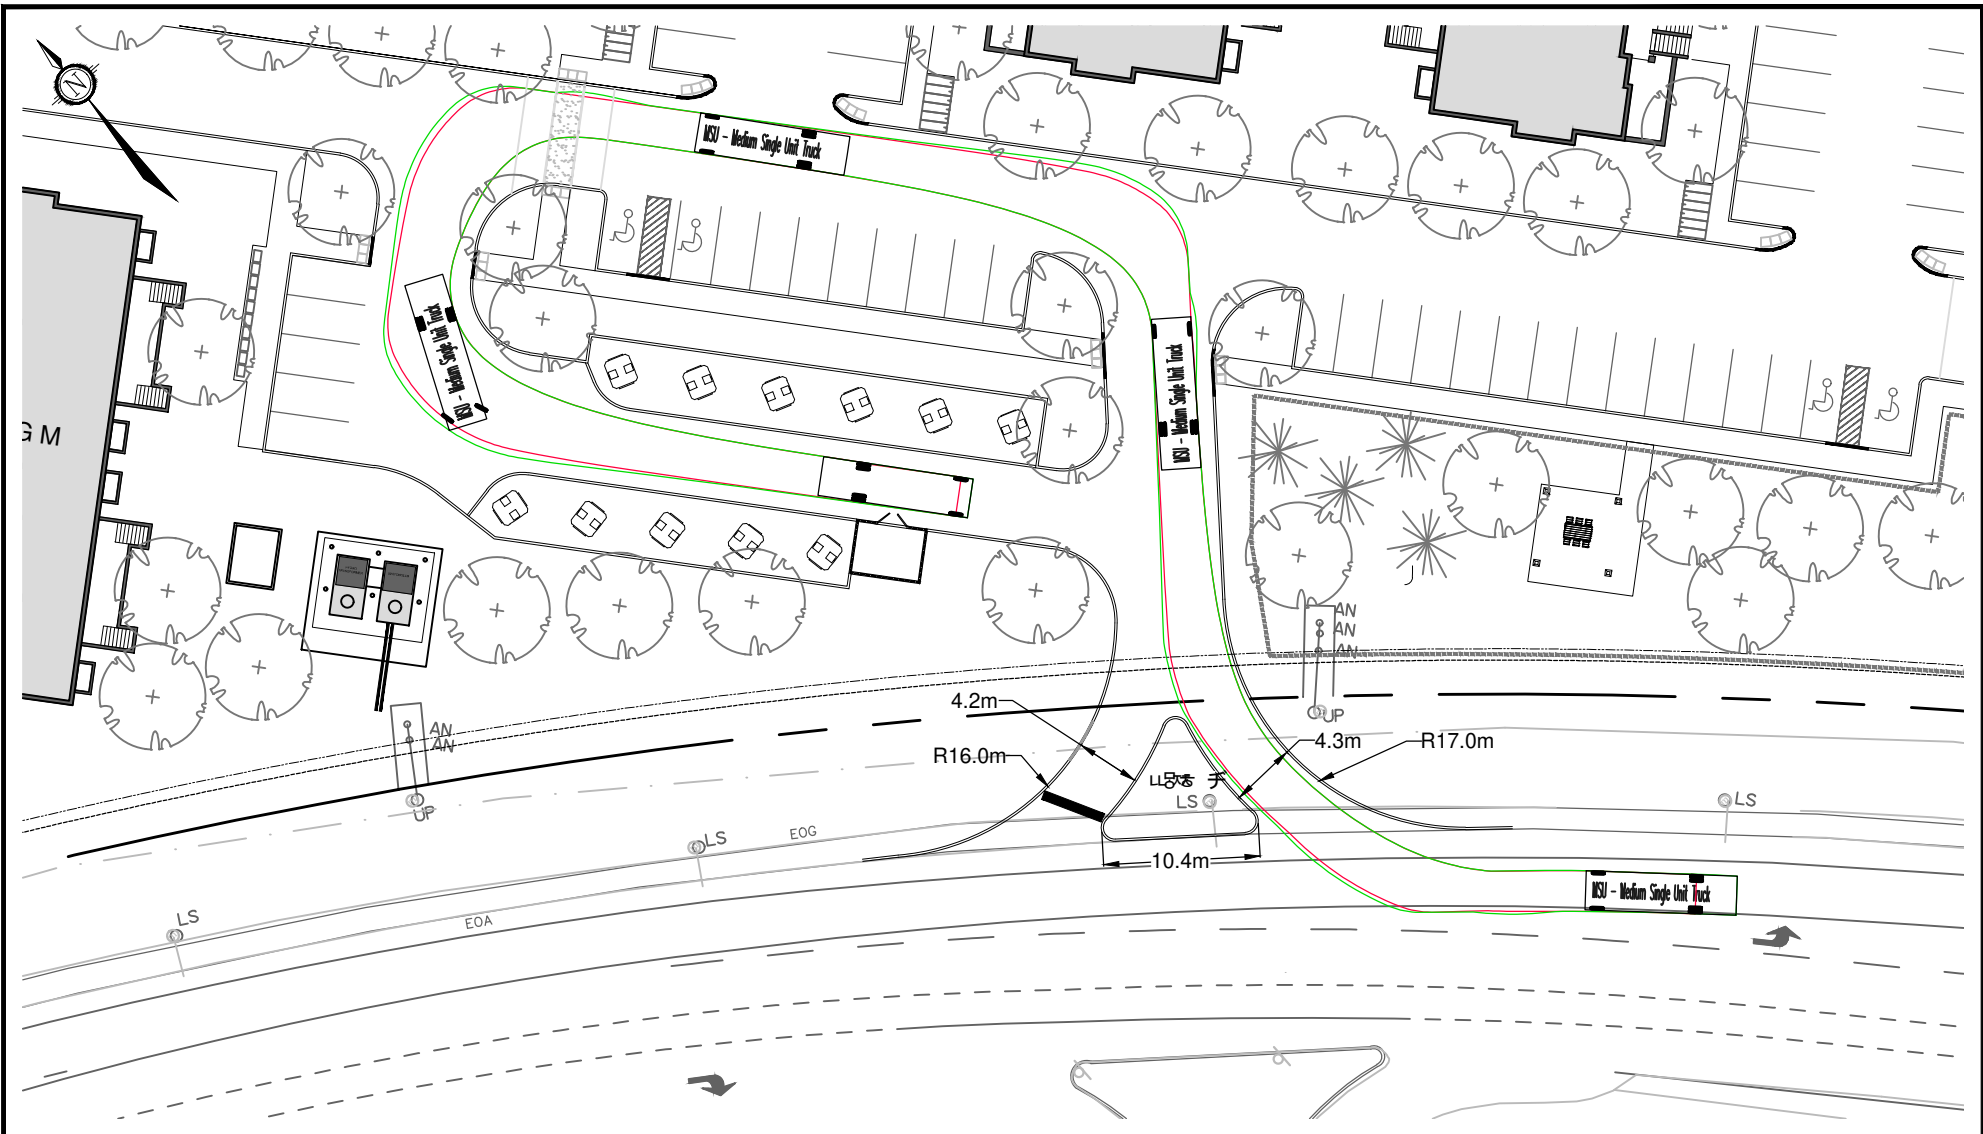 N
MSU - Medium Single Unit Truck
MSU - Medium Single Unit Truck
MSU - Medium Single Unit Truck
GM
AN
AN
AN
4.2m
UP
AN
AN
4.3m
R17.0m
R16.0m
LS
LS
UP
EOG
LS
10.4m
MSU - Medium Single Unit Truck
LS
EOA